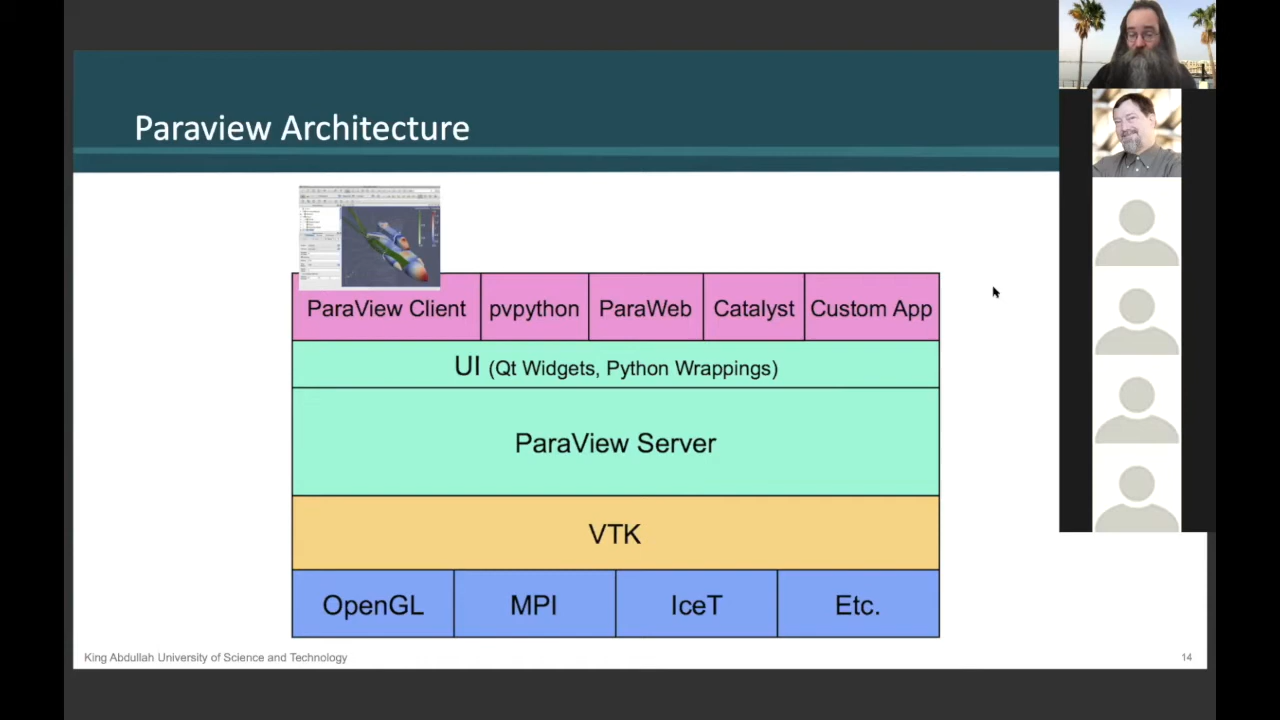 Paraview Architecture
ParaView Client
pvpython
ParaWeb
Catalyst
Custom App
UI (Qt Widgets, Python Wrappings)
ParaView Server
VTK
OpenGL
MPI
IceT
Etc.
King Abdullah University of Science and Technology
14